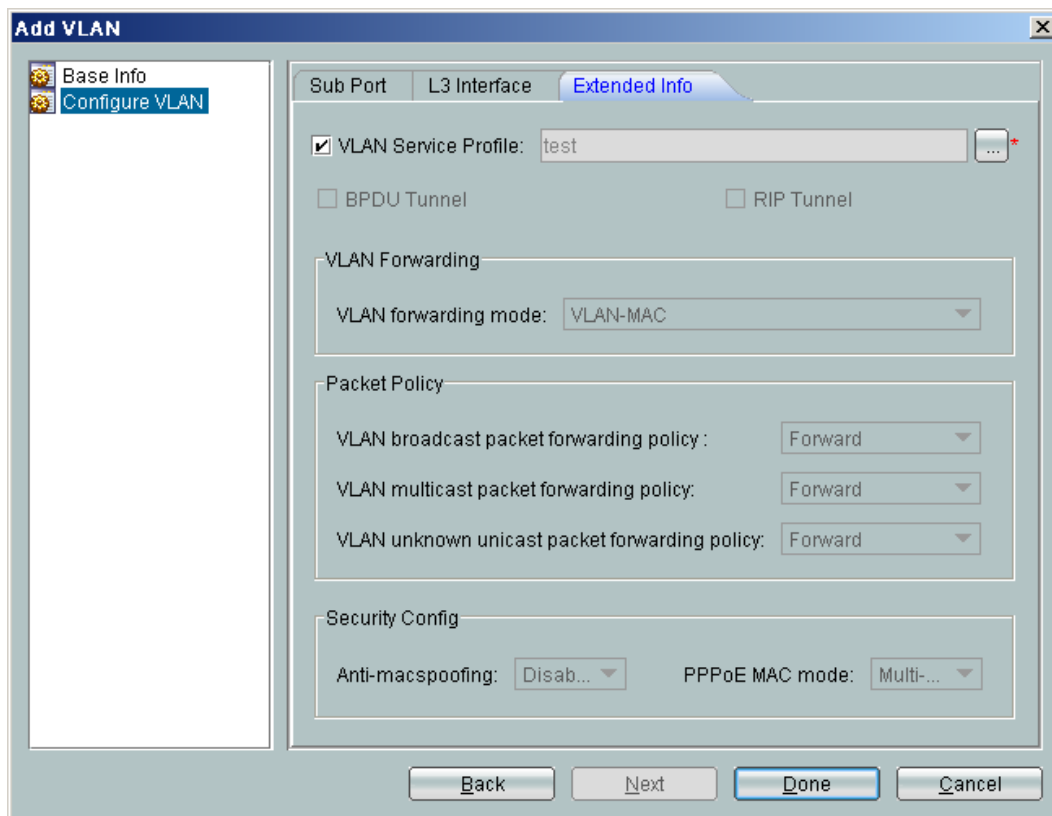 Add VLAN
Base Info
Configure VLAN
Sub Port L3 Interface Extended Info
VLAN Service Profile: test ... *
BPDU Tunnel RIP Tunnel
VLAN Forwarding
VLAN forwarding mode: VLAN-MAC
Packet Policy
VLAN broadcast packet forwarding policy : Forward
VLAN multicast packet forwarding policy: Forward
VLAN unknown unicast packet forwarding policy: Forward
Security Config
Anti-macspoofing: Disab... PPPoE MAC mode: Multi-...
Back Next Done Cancel